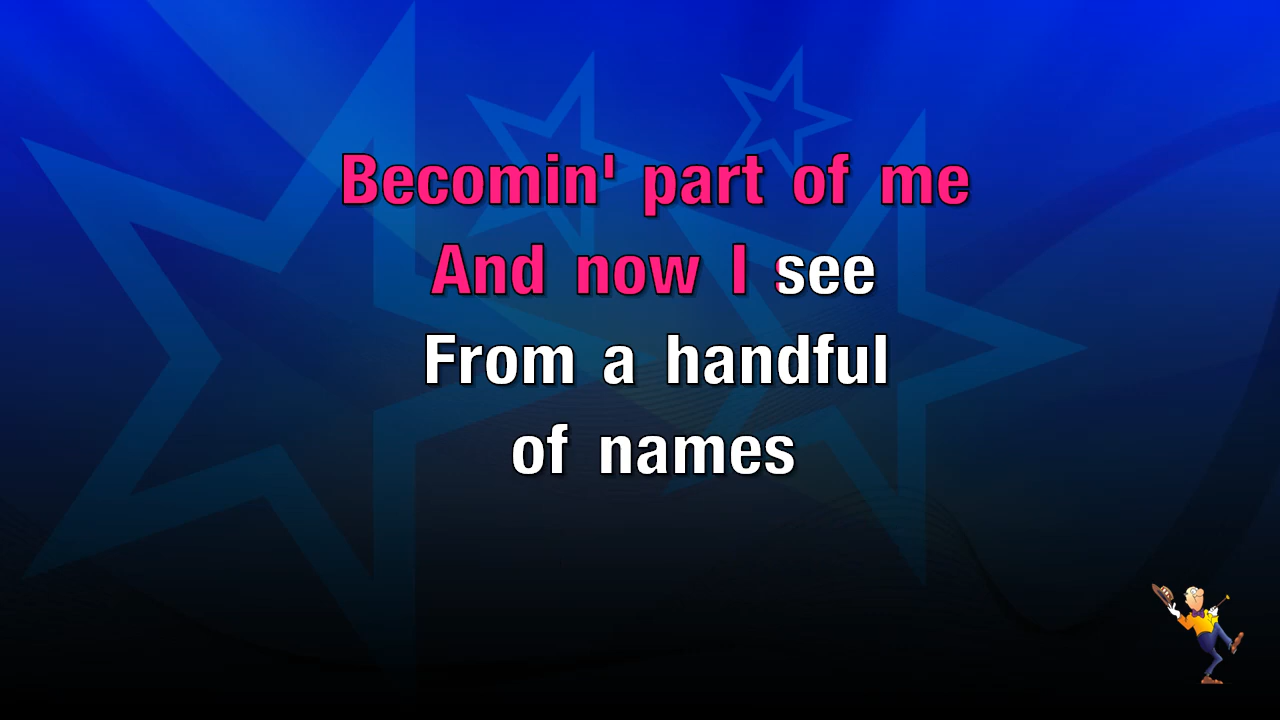 Becomin' part of me
And now I see
From a handful
of names